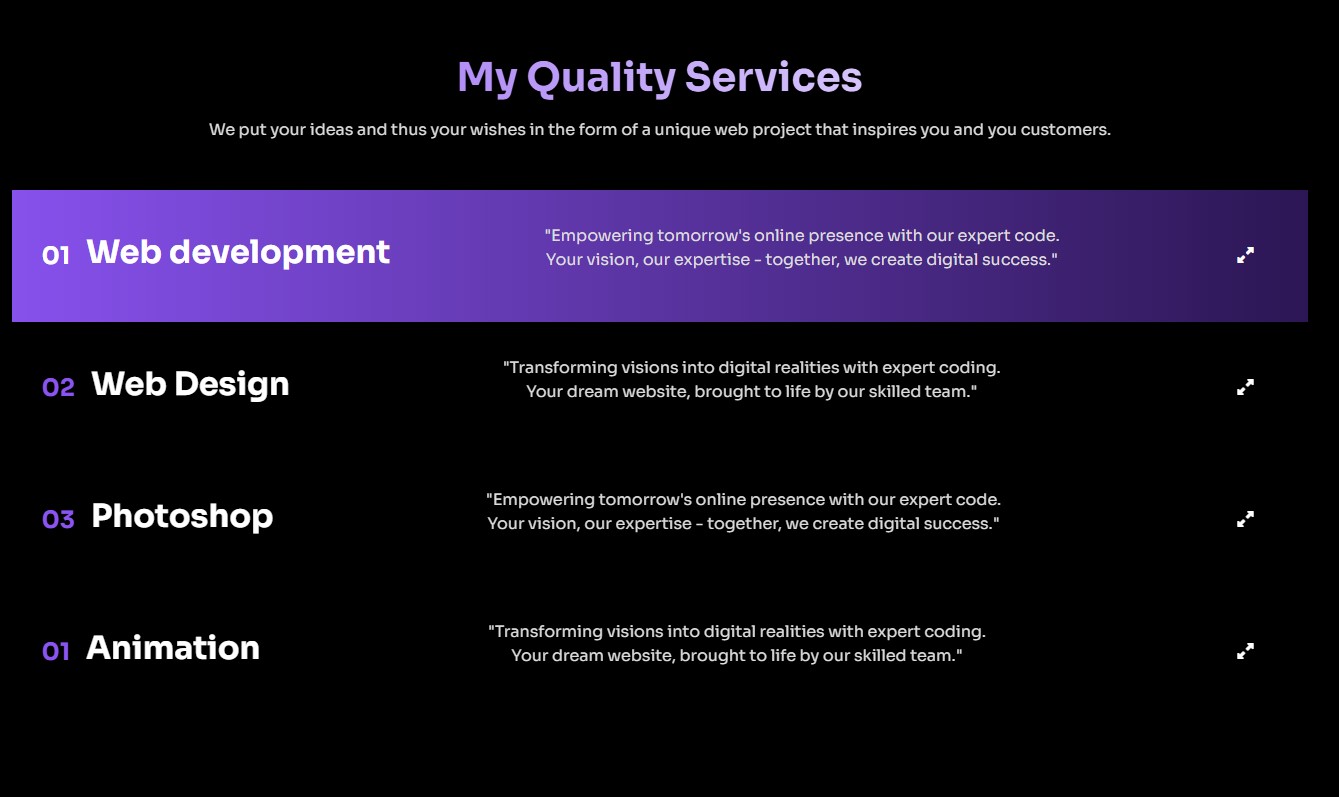 My Quality Services
We put your ideas and thus your wishes in the form of a unique web project that inspires you and you customers.
01 Web development
"Empowering tomorrow's online presence with our expert code.
Your vision, our expertise - together, we create digital success."
02 Web Design
"Transforming visions into digital realities with expert coding.
Your dream website, brought to life by our skilled team."
03 Photoshop
"Empowering tomorrow's online presence with our expert code.
Your vision, our expertise - together, we create digital success."
01 Animation
"Transforming visions into digital realities with expert coding.
Your dream website, brought to life by our skilled team."